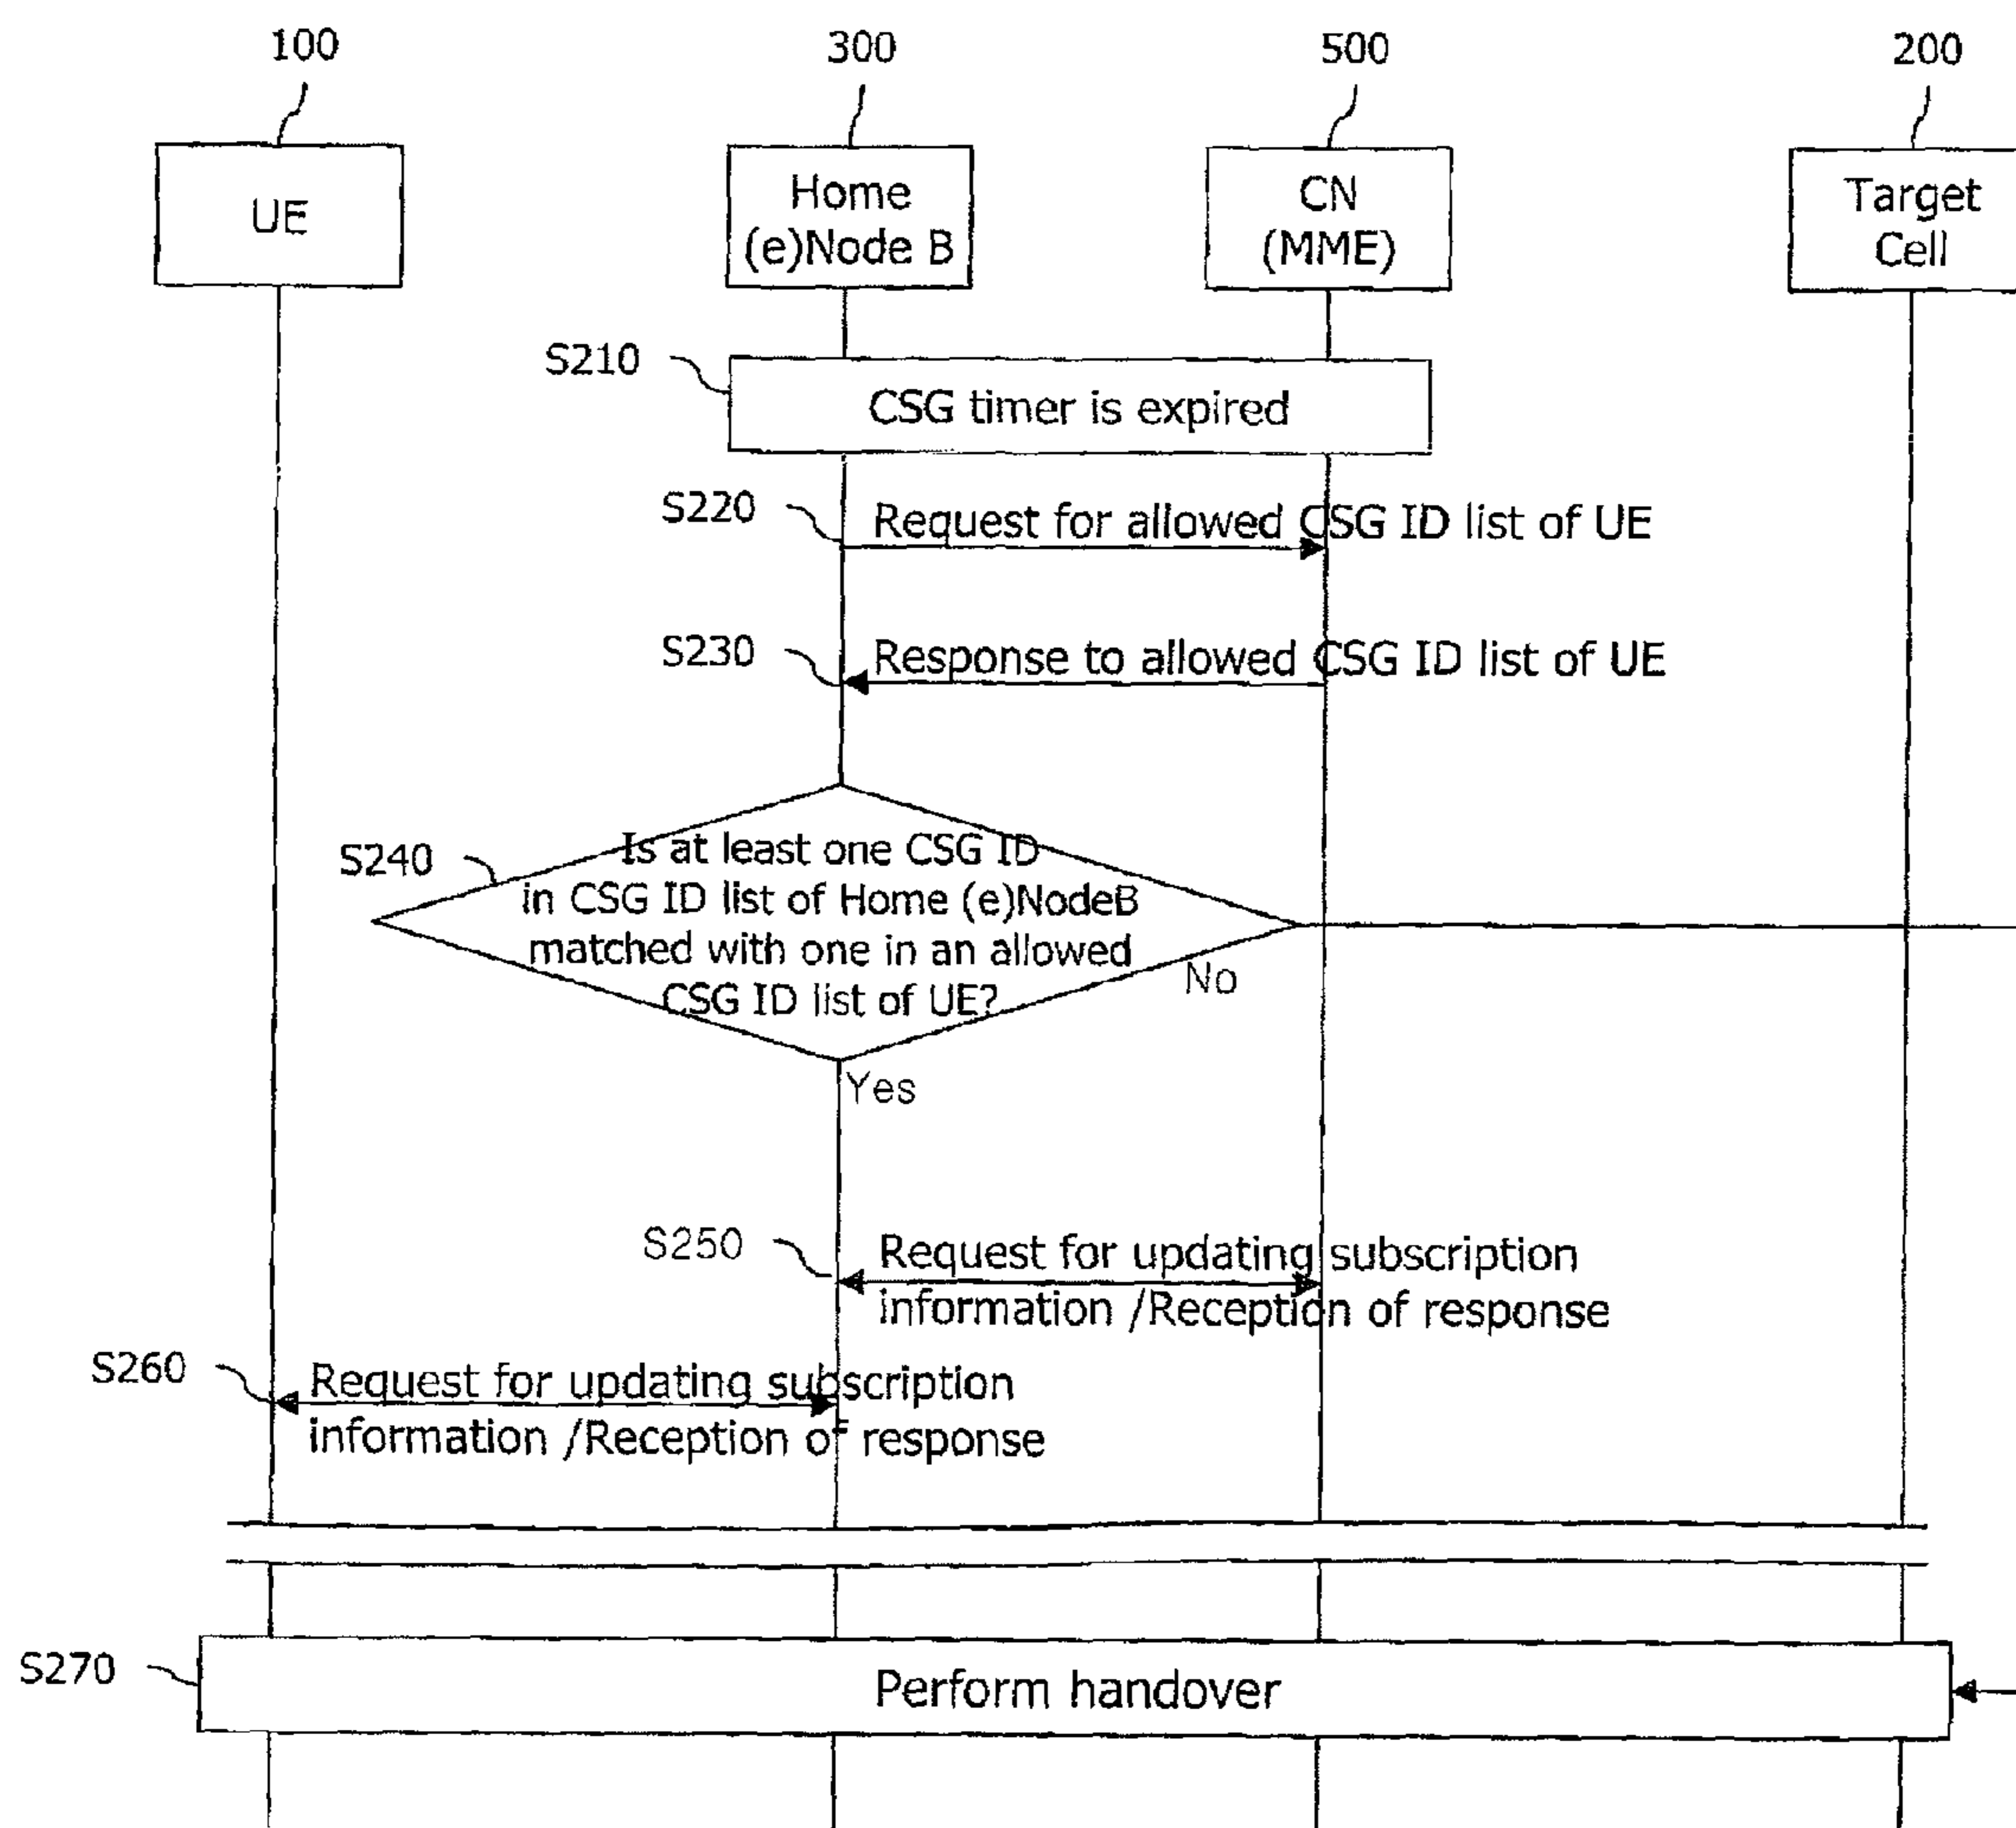 100
300
500
200
UE
Home
(e)Node B
CN
(MME)
Target
Cell
S210
CSG timer is expired
S220
Request for allowed CSG ID list of UE
S230
Response to allowed CSG ID list of UE
S240
Is at least one CSG ID
in CSG ID list of Home (e)NodeB
matched with one in an allowed
CSG ID list of UE?
No
Yes
S250
Request for updating subscription
information /Reception of response
S260
Request for updating subscription
information /Reception of response
S270
Perform handover